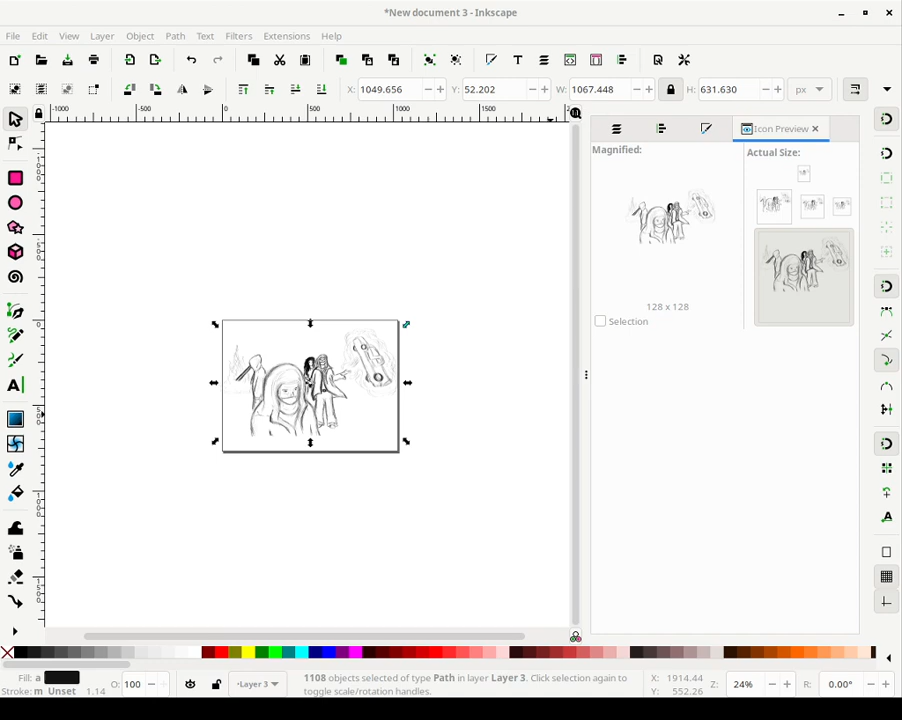 *New document 3 - Inkscape
File Edit View Layer Object Path Text Filters Extensions Help
X: 1049.656 Y: 52.202 W: 1067.448 H: 631.630 px
-1000 -500 0 500 1000 1500
Icon Preview
Magnified:
Actual Size:
128 x 128
Selection
Fill: a
Stroke: m Unset 1.14
O: 100
Layer 3
1108 objects selected of type Path in layer Layer 3. Click selection again to
toggle scale/rotation handles.
X: 1914.44
Y: 552.26
Z: 24%
R: 0.00°